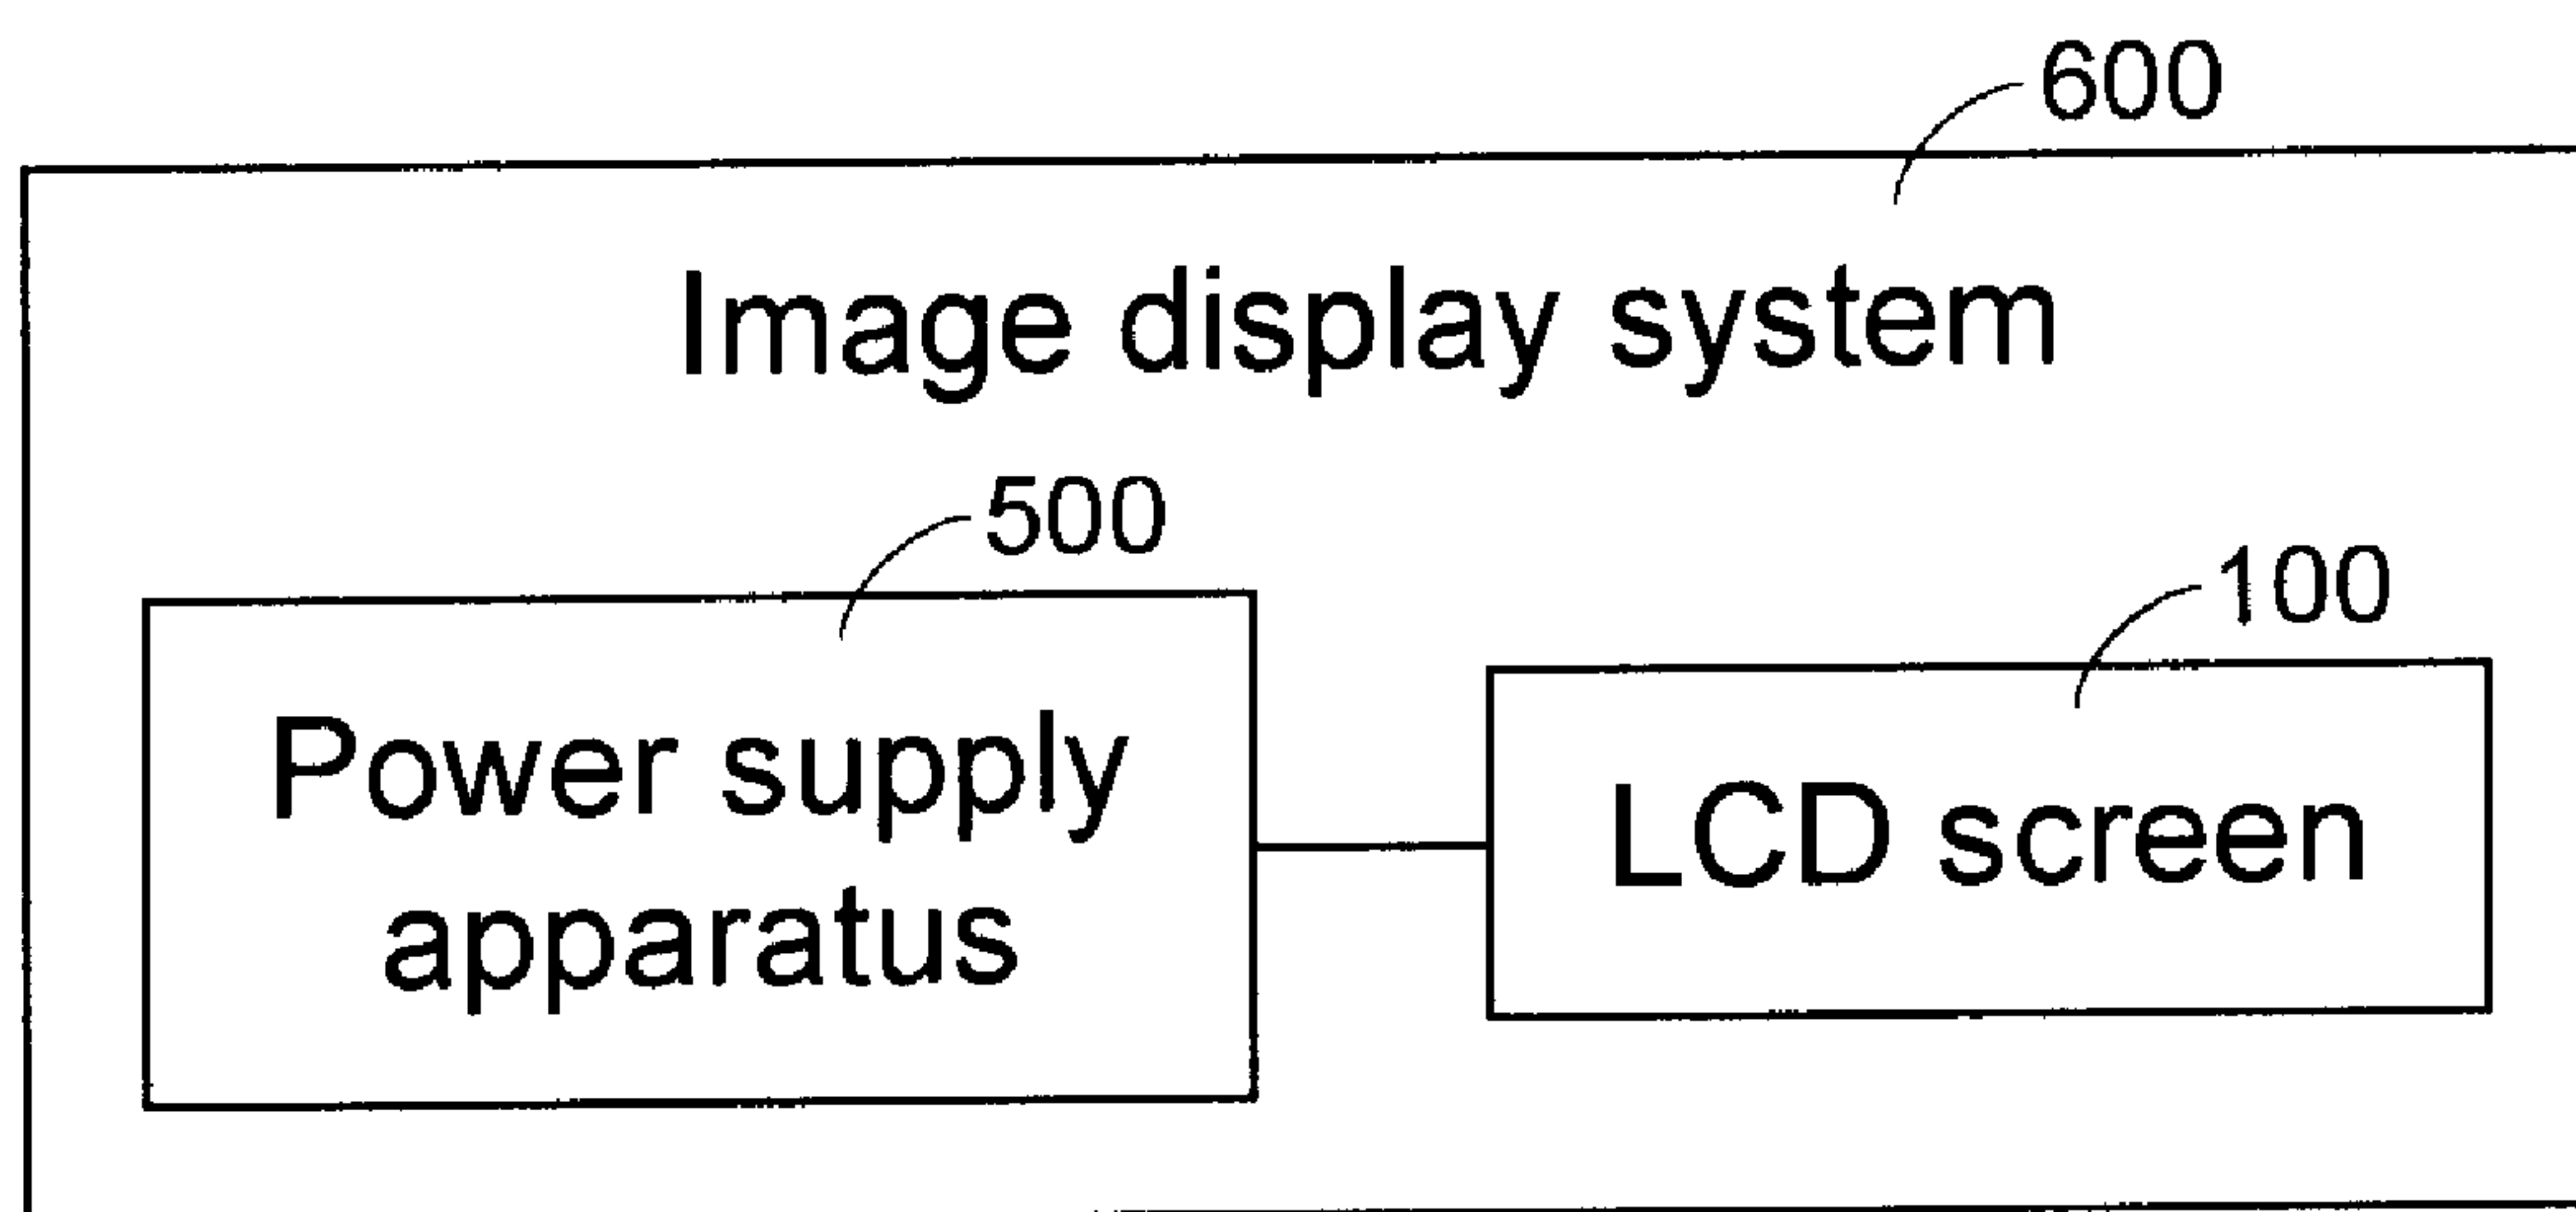 600
Image display system
500
100
Power supply
apparatus
LCD screen